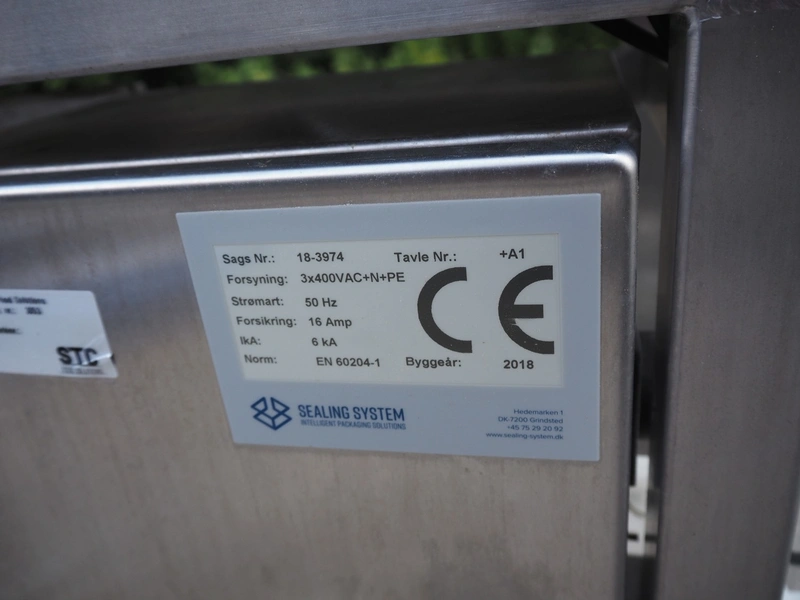 Sags Nr.: 18-3974 Tavle Nr.: +A1
Forsyning: 3x400VAC+N+PE
Strømart: 50 Hz
Forsikring: 16 Amp
IkA: 6 kA
Norm: EN 60204-1 Byggeår: 2018
CE
SEALING SYSTEM
INTELLIGENT PACKAGING SOLUTIONS
Hedemarken 1
DK-7200 Grindsted
+45 75 29 20 92
www.sealing-system.dk
STC